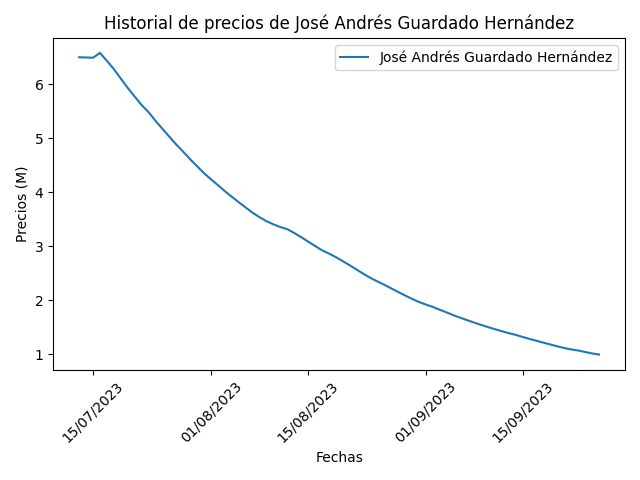 Historial de precios de José Andrés Guardado Hernández
José Andrés Guardado Hernández
Precios (M)
6
5
4
3
2
1
15/07/2023
01/08/2023
15/08/2023
01/09/2023
15/09/2023
Fechas